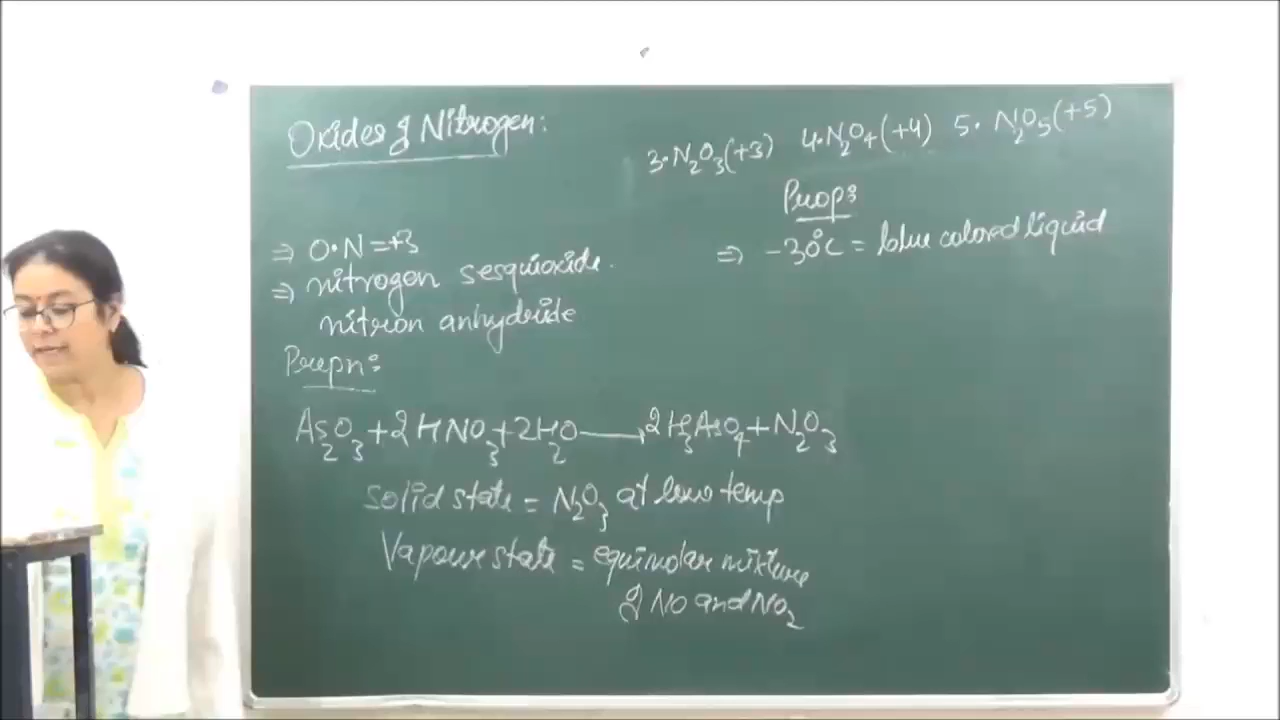 Oxides of Nitrogen:
3. N₂O₃(+3) 4. N₂O₄(+4) 5. N₂O₅(+5)
⇒ O.N = +3
⇒ nitrogen sesquioxide.
nitron anhydride
Prepn:
As₂O₃ + 2HNO₃ + 2H₂O ⟶ 2H₃AsO₄ + N₂O₃
Solid state = N₂O₃ at low temp
Vapour state = equimolar mixture
of NO and NO₂
Prop:
⇒ -30°C = blue colored liquid